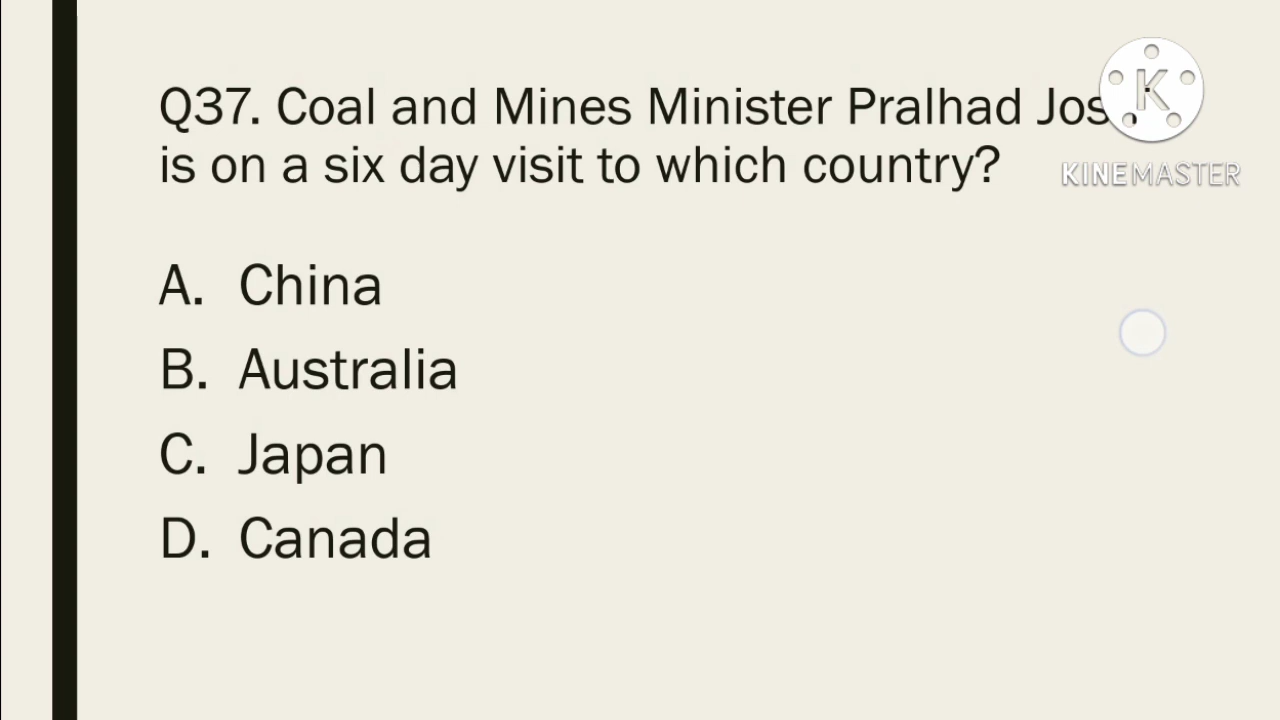 Q37. Coal and Mines Minister Pralhad
is on a six day visit to which country?
KINEMASTER
A. China
B. Australia
C. Japan
D. Canada